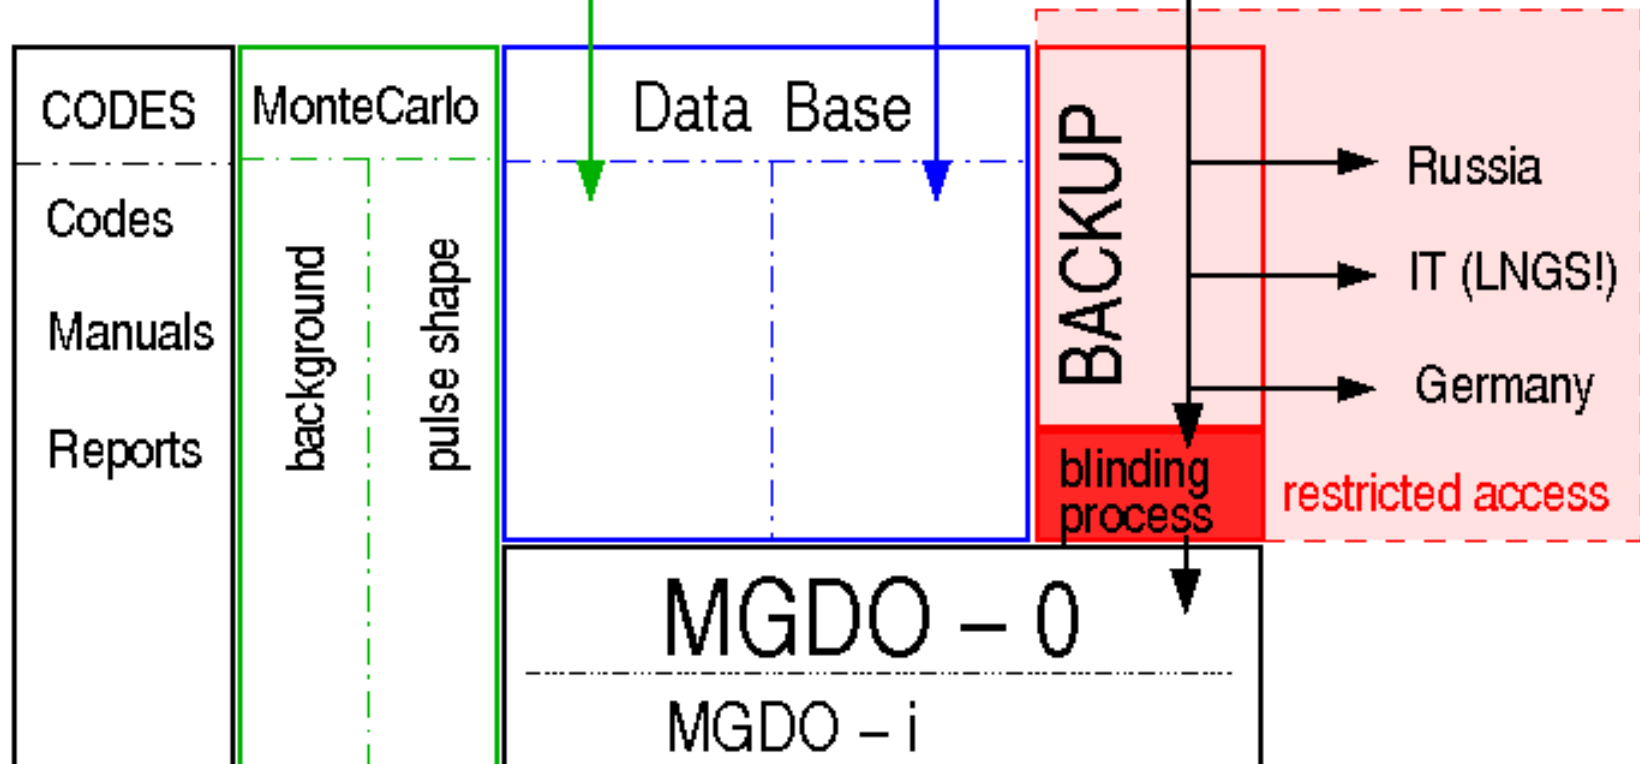 CODES
Codes
Manuals
Reports
MonteCarlo
background
pulse shape
Data Base
BACKUP
Russia
IT (LNGS!)
Germany
blinding
process
restricted access
MGDO – 0
MGDO – i